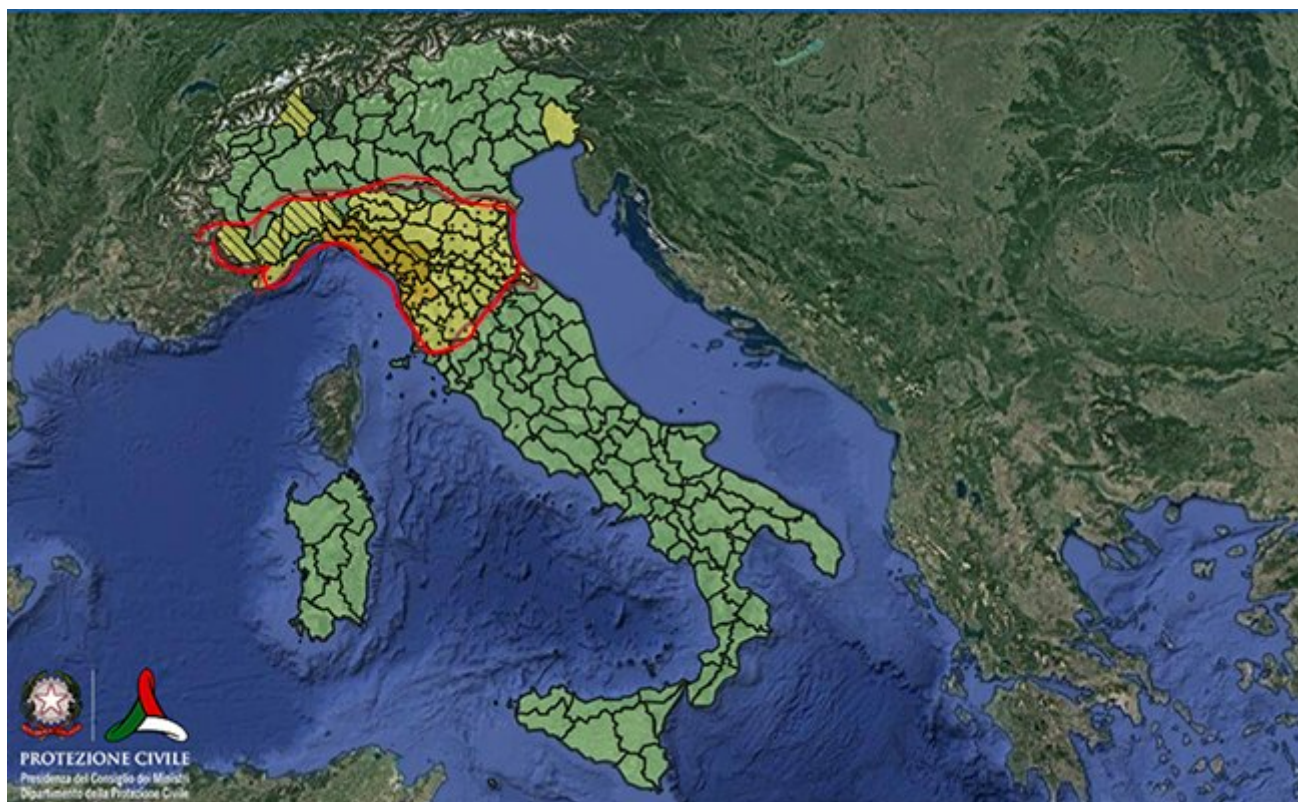 PROTEZIONE CIVILE
Presidenza del Consiglio dei Ministri
Dipartimento della Protezione Civile